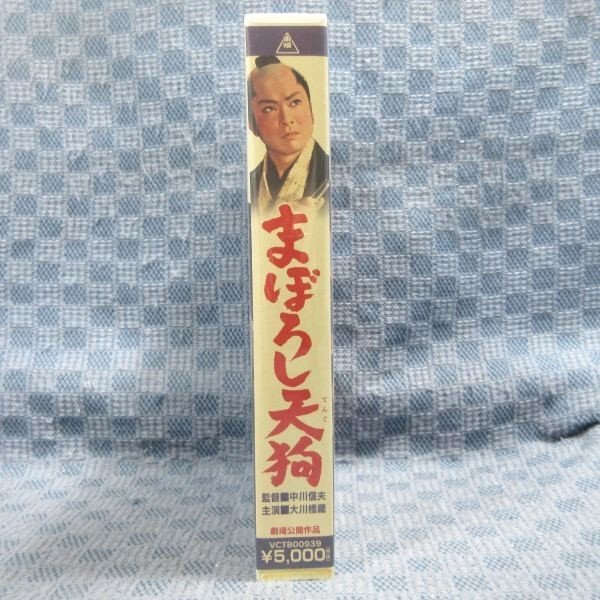 まぼろし天狗
てんぐ
監督■中川信夫
主演■大川橋蔵
劇場公開作品
VCTB00939
¥5,000